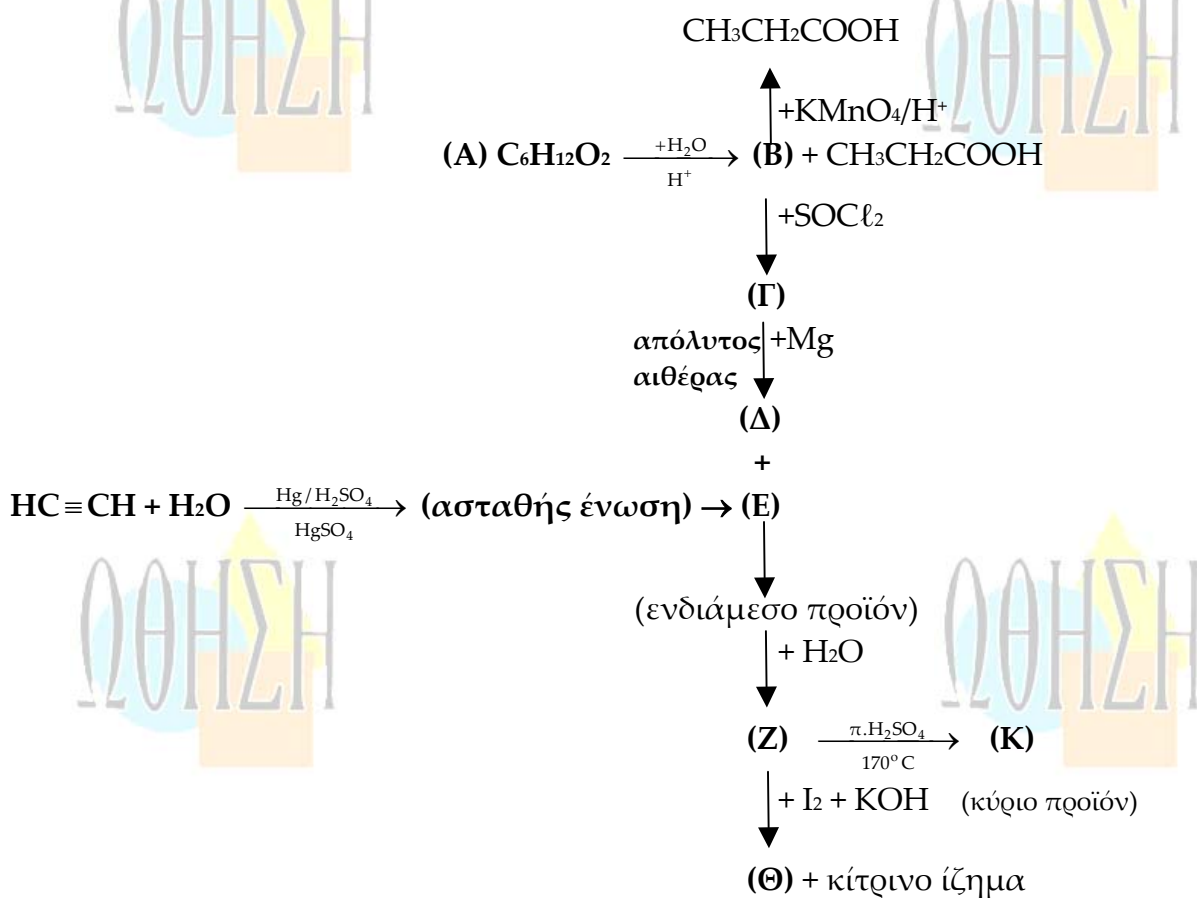 ΩΘΗΣΗ ΩΘΗΣΗ
CH3CH2COOH
+KMnO4/H+
(Α) C6H12O2 +H2O H+ → (Β) + CH3CH2COOH
+SOCℓ2
(Γ)
απόλυτος +Mg
αιθέρας
(Δ)
+
HC≡CH + H2O Hg/H2SO4 HgSO4 → (ασταθής ένωση) → (Ε)
ΩΘΗΣΗ ΩΘΗΣΗ
(ενδιάμεσο προϊόν)
+ H2O
(Ζ) π.H2SO4 170° C → (Κ)
+ I2 + KOH (κύριο προϊόν)
(Θ) + κίτρινο ίζημα